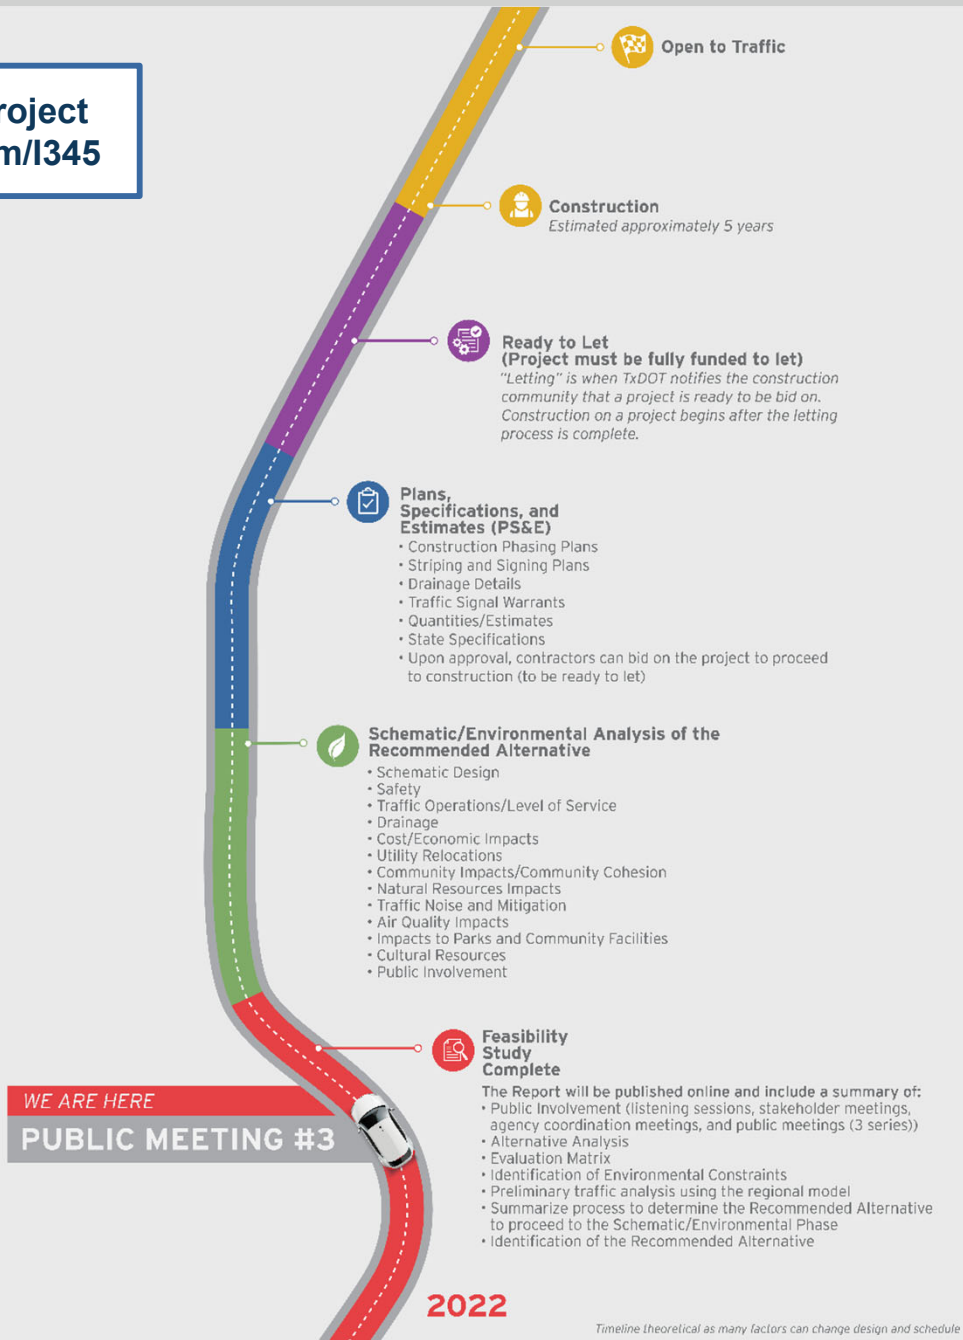 roject
m/I345
Open to Traffic
Construction
Estimated approximately 5 years
Ready to Let
(Project must be fully funded to let)
"Letting" is when TxDOT notifies the construction
community that a project is ready to be bid on.
Construction on a project begins after the letting
process is complete.
Plans,
Specifications, and
Estimates (PS&E)
• Construction Phasing Plans
• Striping and Signing Plans
• Drainage Details
• Traffic Signal Warrants
• Quantities/Estimates
• State Specifications
• Upon approval, contractors can bid on the project to proceed
to construction (to be ready to let)
Schematic/Environmental Analysis of the
Recommended Alternative
• Schematic Design
• Safety
• Traffic Operations/Level of Service
• Drainage
• Cost/Economic Impacts
• Utility Relocations
• Community Impacts/Community Cohesion
• Natural Resources Impacts
• Traffic Noise and Mitigation
• Air Quality Impacts
• Impacts to Parks and Community Facilities
• Cultural Resources
• Public Involvement
Feasibility
Study
Complete
The Report will be published online and include a summary of:
• Public Involvement (listening sessions, stakeholder meetings,
agency coordination meetings, and public meetings (3 series))
• Alternative Analysis
• Evaluation Matrix
• Identification of Environmental Constraints
• Preliminary traffic analysis using the regional model
• Summarize process to determine the Recommended Alternative
to proceed to the Schematic/Environmental Phase
• Identification of the Recommended Alternative
WE ARE HERE
PUBLIC MEETING #3
2022
Timeline theoretical as many factors can change design and schedule